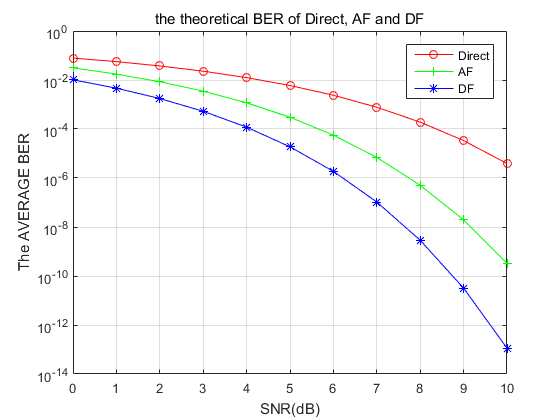 the theoretical BER of Direct, AF and DF
10^0
10^-2
10^-4
10^-6
10^-8
10^-10
10^-12
10^-14
The AVERAGE BER
Direct
AF
DF
0 1 2 3 4 5 6 7 8 9 10
SNR(dB)